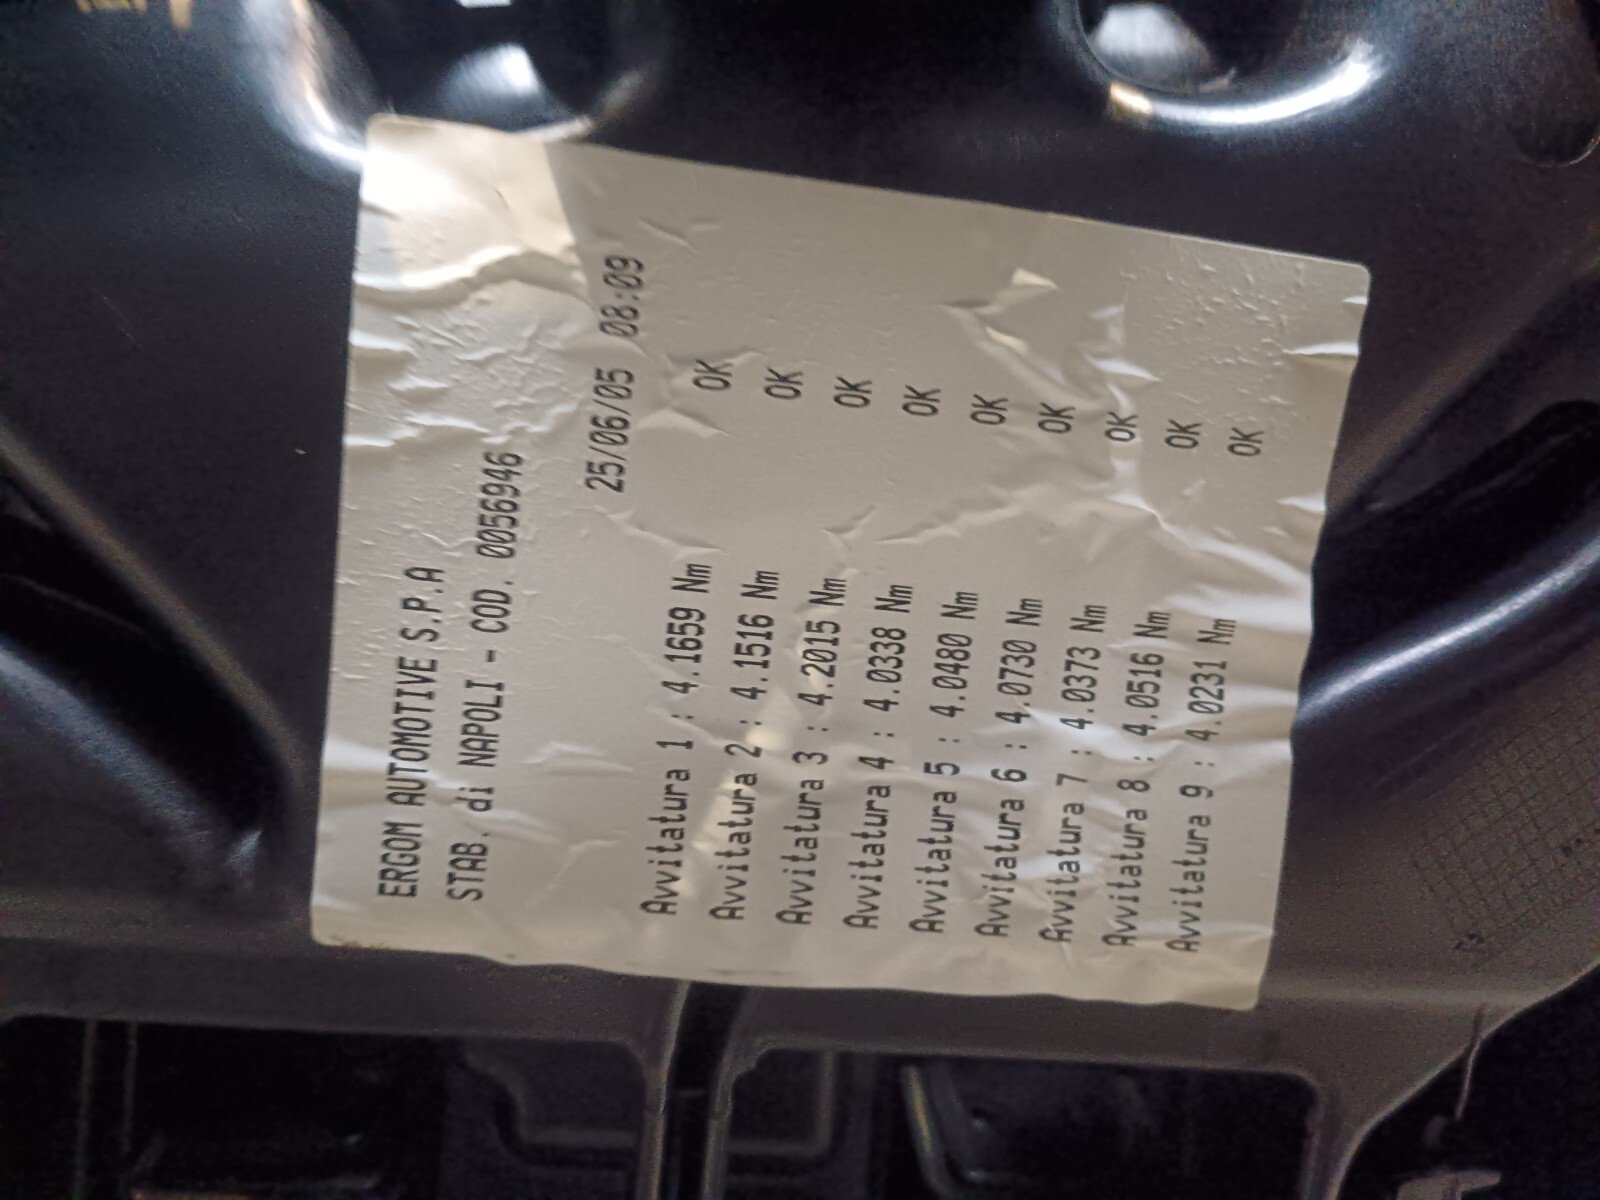 ERGOM AUTOMOTIVE S.P.A
STAB. di NAPOLI - COD. 0056946
25/06/05 08:09
Avvitatura 1 : 4.1659 Nm OK
Avvitatura 2 : 4.1516 Nm OK
Avvitatura 3 : 4.2015 Nm OK
Avvitatura 4 : 4.0338 Nm OK
Avvitatura 5 : 4.0480 Nm OK
Avvitatura 6 : 4.0730 Nm OK
Avvitatura 7 : 4.0373 Nm OK
Avvitatura 8 : 4.0516 Nm OK
Avvitatura 9 : 4.0231 Nm OK